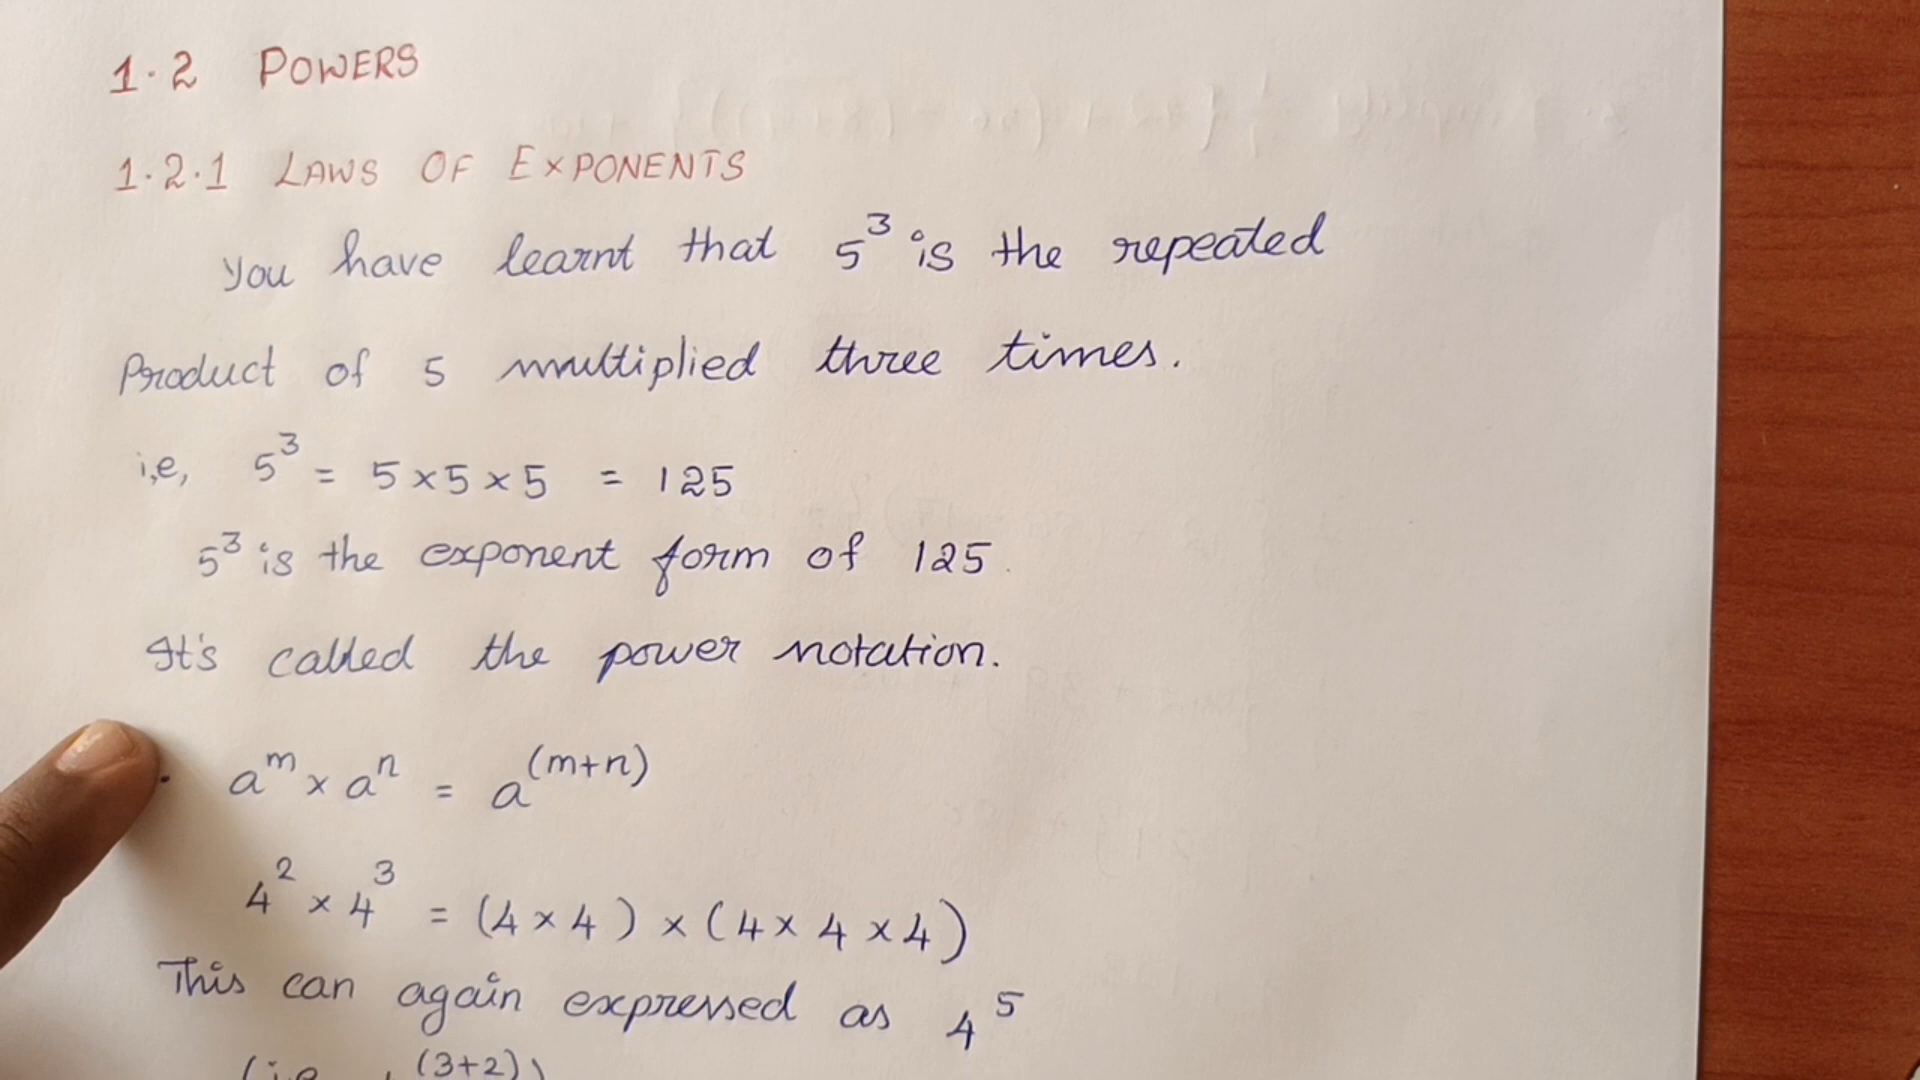 1.2 POWERS
1.2.1 LAWS OF EXPONENTS
You have learnt that 5³ is the repeated
Product of 5 multiplied three times.
i.e, 5³ = 5×5×5 = 125
5³ is the exponent form of 125.
It's called the power notation.
. aᵐ × aⁿ = a⁽ᵐ⁺ⁿ⁾
4² × 4³ = (4×4) × (4×4×4)
This can again expressed as 4⁵
(i.e ⁽³⁺²⁾)